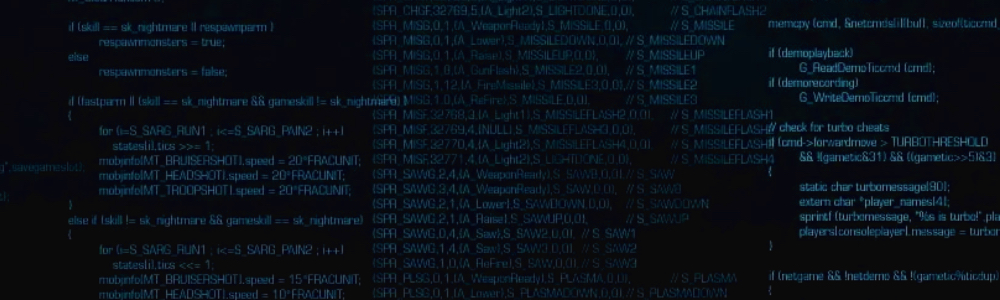 if (skill == sk_nightmare || respawnparm )
respawnmonsters = true;
else
respawnmonsters = false;
if (fastparm || (skill == sk_nightmare && gameskill != sk_nightmare) )
{
for (i=S_SARG_RUN1 ; i<=S_SARG_PAIN2 ; i++)
states[i].tics >>= 1;
mobjinfo[MT_BRUISERSHOT].speed = 20*FRACUNIT;
mobjinfo[MT_HEADSHOT].speed = 20*FRACUNIT;
mobjinfo[MT_TROOPSHOT].speed = 20*FRACUNIT;
}
else if (skill != sk_nightmare && gameskill == sk_nightmare)
{
for (i=S_SARG_RUN1 ; i<=S_SARG_PAIN2 ; i++)
states[i].tics <<= 1;
mobjinfo[MT_BRUISERSHOT].speed = 15*FRACUNIT;
mobjinfo[MT_HEADSHOT].speed = 10*FRACUNIT;
{SPR_CHGF,32769,5,{A_Light2},S_LIGHTDONE,0,0}, // S_CHAINFLASH2
{SPR_MISG,0,1,{A_WeaponReady},S_MISSILE,0,0}, // S_MISSILE
{SPR_MISG,0,1,{A_Lower},S_MISSILEDOWN,0,0}, // S_MISSILEDOWN
{SPR_MISG,0,1,{A_Raise},S_MISSILEUP,0,0}, // S_MISSILEUP
{SPR_MISG,1,8,{A_GunFlash},S_MISSILE2,0,0}, // S_MISSILE1
{SPR_MISG,1,12,{A_FireMissile},S_MISSILE3,0,0}, // S_MISSILE2
{SPR_MISG,1,0,{A_ReFire},S_MISSILE,0,0}, // S_MISSILE3
{SPR_MISF,32768,3,{A_Light1},S_MISSILEFLASH2,0,0}, // S_MISSILEFLASH1
{SPR_MISF,32769,4,{NULL},S_MISSILEFLASH3,0,0},
{SPR_MISF,32770,4,{A_Light2},S_MISSILEFLASH4,0,0},
{SPR_MISF,32771,4,{A_Light2},S_LIGHTDONE,0,0},
{SPR_SAWG,2,4,{A_WeaponReady},S_SAWB,0,0}, // S_SAW
{SPR_SAWG,3,4,{A_WeaponReady},S_SAW,0,0}, // S_SAWB
{SPR_SAWG,2,1,{A_Lower},S_SAWDOWN,0,0}, // S_SAWDOWN
{SPR_SAWG,2,1,{A_Raise},S_SAWUP,0,0}, // S_SAWUP
{SPR_SAWG,0,4,{A_Saw},S_SAW2,0,0}, // S_SAW1
{SPR_SAWG,1,4,{A_Saw},S_SAW3,0,0}, // S_SAW2
{SPR_SAWG,1,0,{A_ReFire},S_SAW,0,0}, // S_SAW3
{SPR_PLSG,0,1,{A_WeaponReady},S_PLASMA,0,0}, // S_PLASMA
{SPR_PLSG,0,1,{A_Lower},S_PLASMADOWN,0,0}, // S_PLASMADOWN
memcpy (cmd, &netcmds[i][buf], sizeof(ticcmd
if (demoplayback)
G_ReadDemoTiccmd (cmd);
if (demorecording)
G_WriteDemoTiccmd (cmd);
// check for turbo cheats
if (cmd->forwardmove > TURBOTHRESHOLD
&& !(gametic&31) && ((gametic>>5)&3)
{
static char turbomessage[80];
extern char *player_names[4];
sprintf (turbomessage, "%s is turbo!",pla
players[consoleplayer].message = turbom
}
if (netgame && !netdemo && !(gametic%ticdup)
{